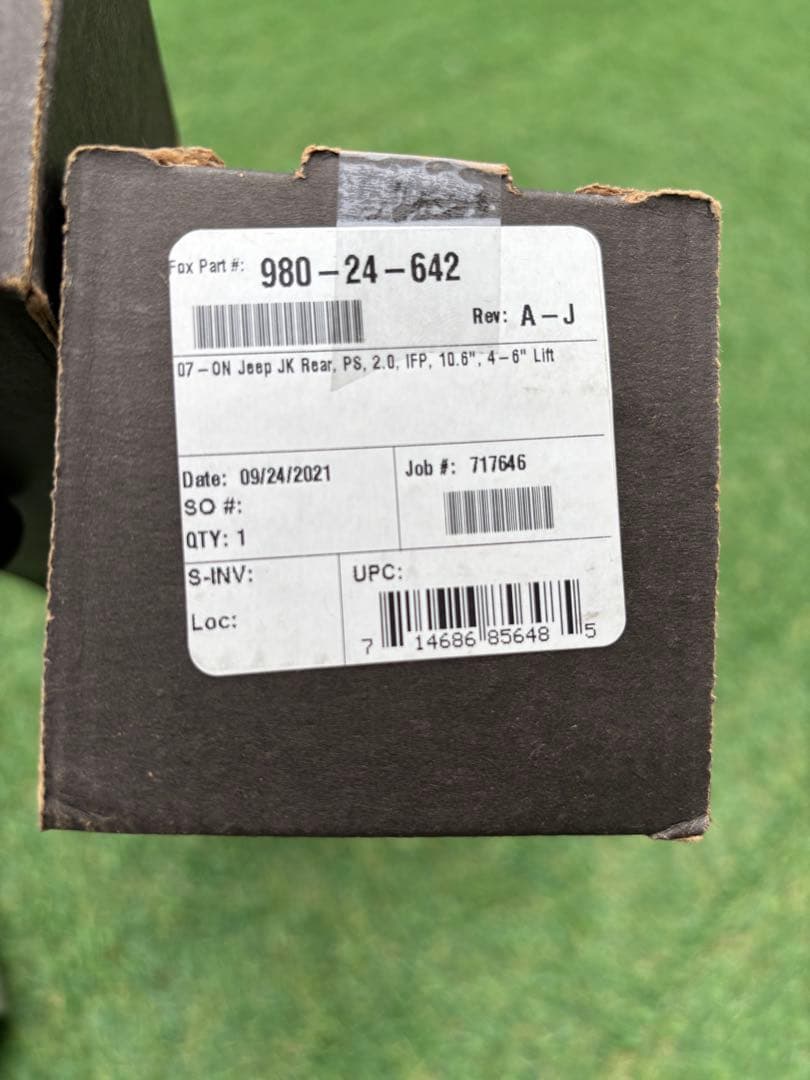 Fox Part #: 980-24-642
Rev: A-J
07-ON Jeep JK Rear, PS, 2.0, IFP, 10.6", 4-6" Lift
Date: 09/24/2021
SO #:
QTY: 1
Job #: 717646
S-INV:
Loc:
UPC:
7 14686 85648 5